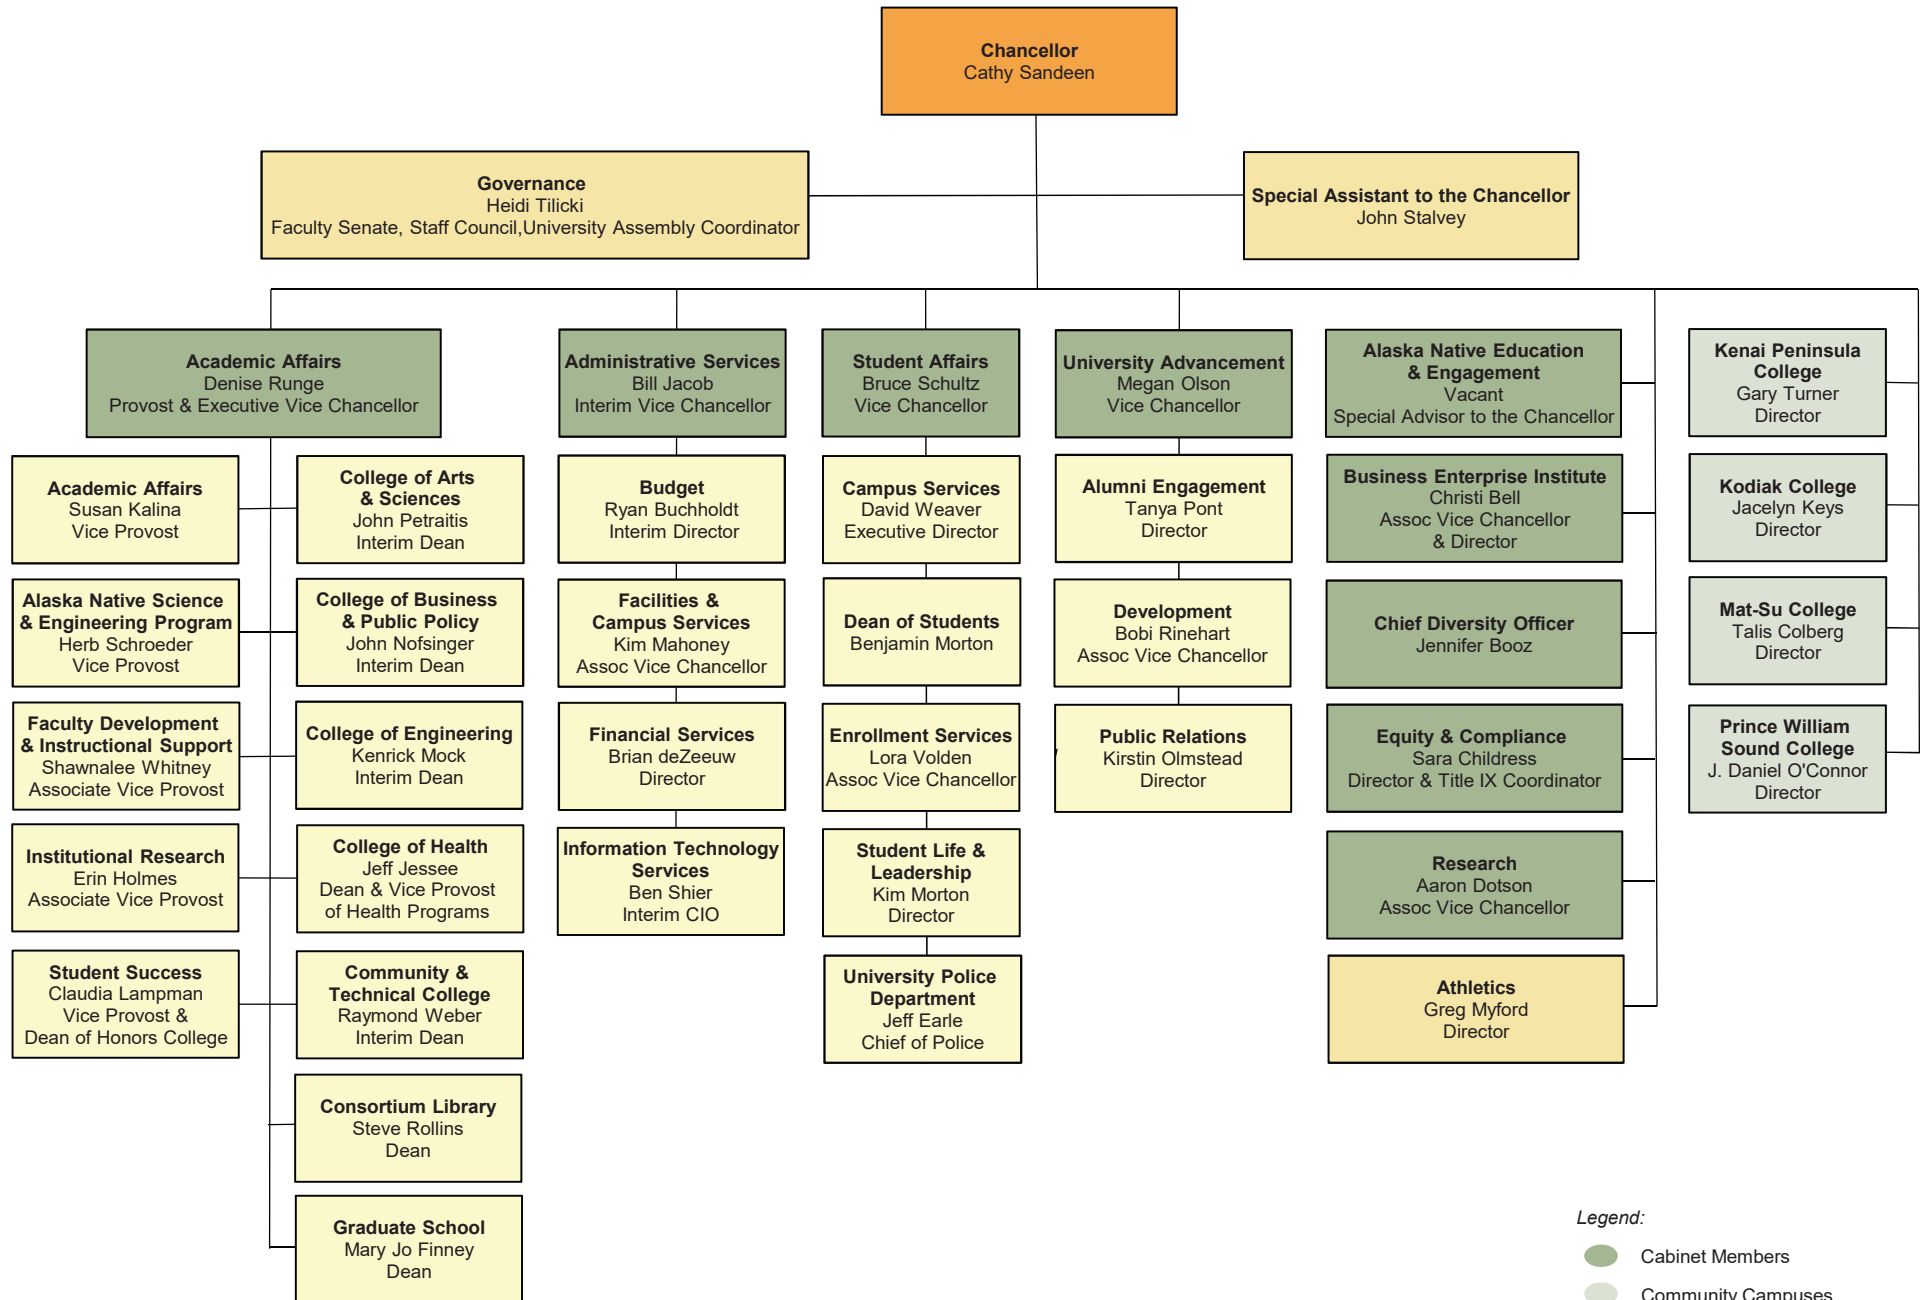 Chancellor
Cathy Sandeen
Governance
Heidi Tilicki
Faculty Senate, Staff Council,University Assembly Coordinator
Special Assistant to the Chancellor
John Stalvey
Academic Affairs
Denise Runge
Provost & Executive Vice Chancellor
Administrative Services
Bill Jacob
Interim Vice Chancellor
Student Affairs
Bruce Schultz
Vice Chancellor
University Advancement
Megan Olson
Vice Chancellor
Alaska Native Education
& Engagement
Vacant
Special Advisor to the Chancellor
Kenai Peninsula
College
Gary Turner
Director
Academic Affairs
Susan Kalina
Vice Provost
College of Arts
& Sciences
John Petraitis
Interim Dean
Budget
Ryan Buchholdt
Interim Director
Campus Services
David Weaver
Executive Director
Alumni Engagement
Tanya Pont
Director
Business Enterprise Institute
Christi Bell
Assoc Vice Chancellor
& Director
Kodiak College
Jacelyn Keys
Director
Alaska Native Science
& Engineering Program
Herb Schroeder
Vice Provost
College of Business
& Public Policy
John Nofsinger
Interim Dean
Facilities &
Campus Services
Kim Mahoney
Assoc Vice Chancellor
Dean of Students
Benjamin Morton
Development
Bobi Rinehart
Assoc Vice Chancellor
Chief Diversity Officer
Jennifer Booz
Mat-Su College
Talis Colberg
Director
Faculty Development
& Instructional Support
Shawnalee Whitney
Associate Vice Provost
College of Engineering
Kenrick Mock
Interim Dean
Financial Services
Brian deZeeuw
Director
Enrollment Services
Lora Volden
Assoc Vice Chancellor
Public Relations
Kirstin Olmstead
Director
Equity & Compliance
Sara Childress
Director & Title IX Coordinator
Prince William
Sound College
J. Daniel O'Connor
Director
Institutional Research
Erin Holmes
Associate Vice Provost
College of Health
Jeff Jessee
Dean & Vice Provost
of Health Programs
Information Technology
Services
Ben Shier
Interim CIO
Student Life &
Leadership
Kim Morton
Director
Research
Aaron Dotson
Assoc Vice Chancellor
Student Success
Claudia Lampman
Vice Provost &
Dean of Honors College
Community &
Technical College
Raymond Weber
Interim Dean
University Police
Department
Jeff Earle
Chief of Police
Athletics
Greg Myford
Director
Consortium Library
Steve Rollins
Dean
Graduate School
Mary Jo Finney
Dean
Legend:
Cabinet Members
Community Campuses